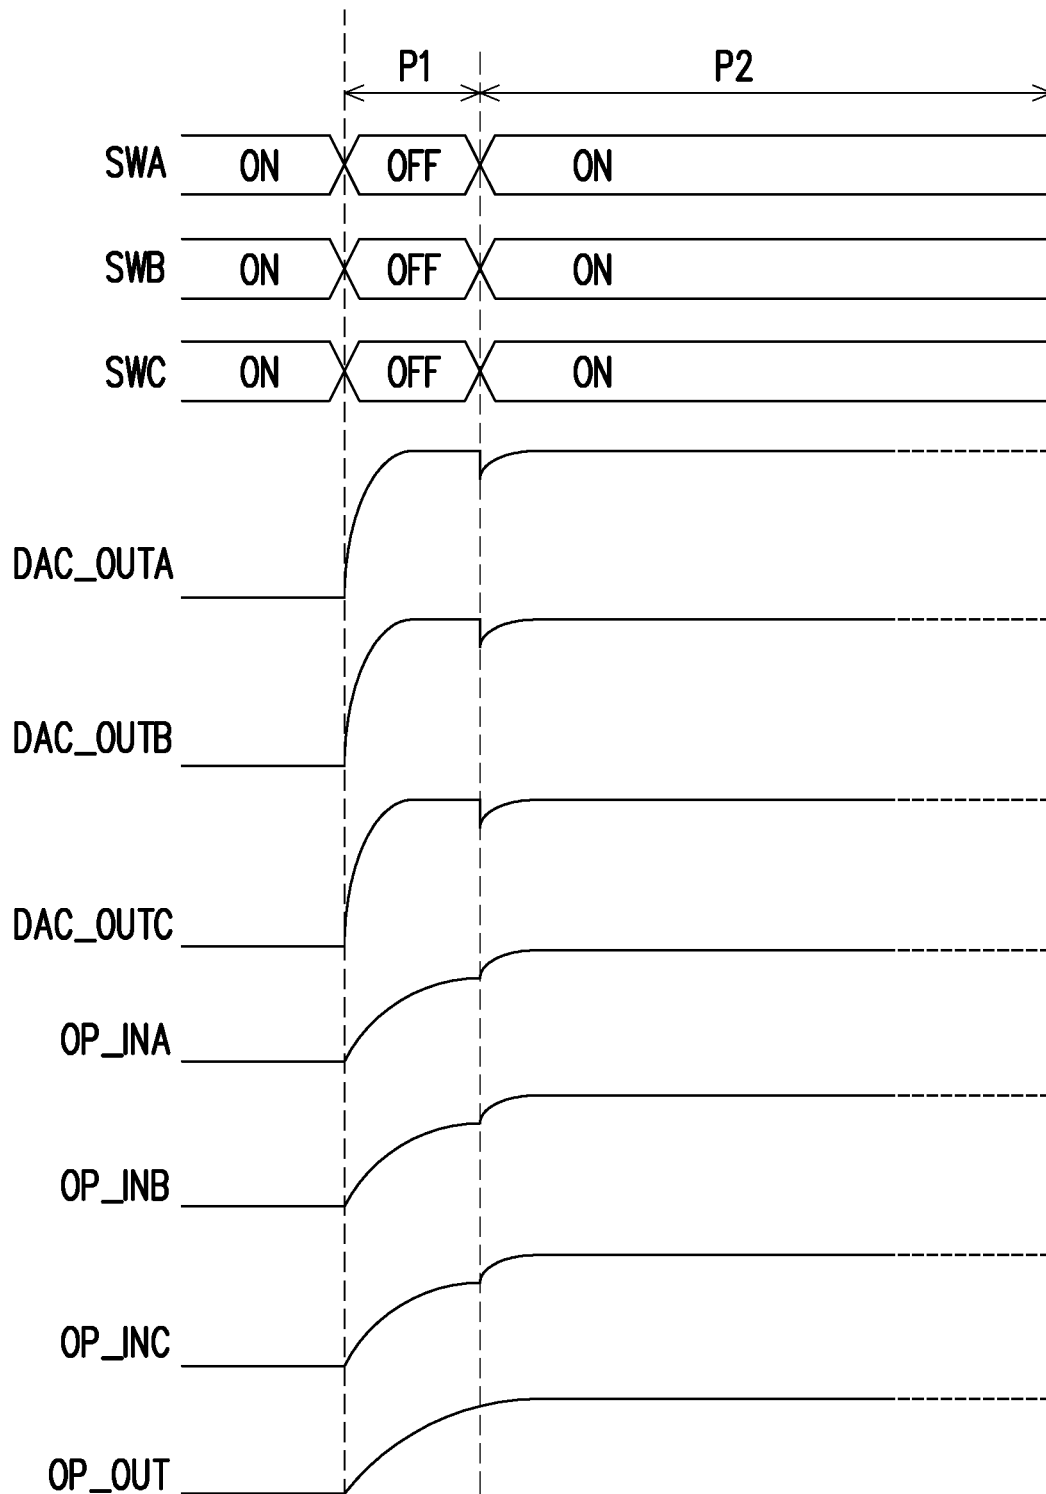 P1 P2
SWA ON OFF ON
SWB ON OFF ON
SWC ON OFF ON
DAC_OUTA
DAC_OUTB
DAC_OUTC
OP_INA
OP_INB
OP_INC
OP_OUT